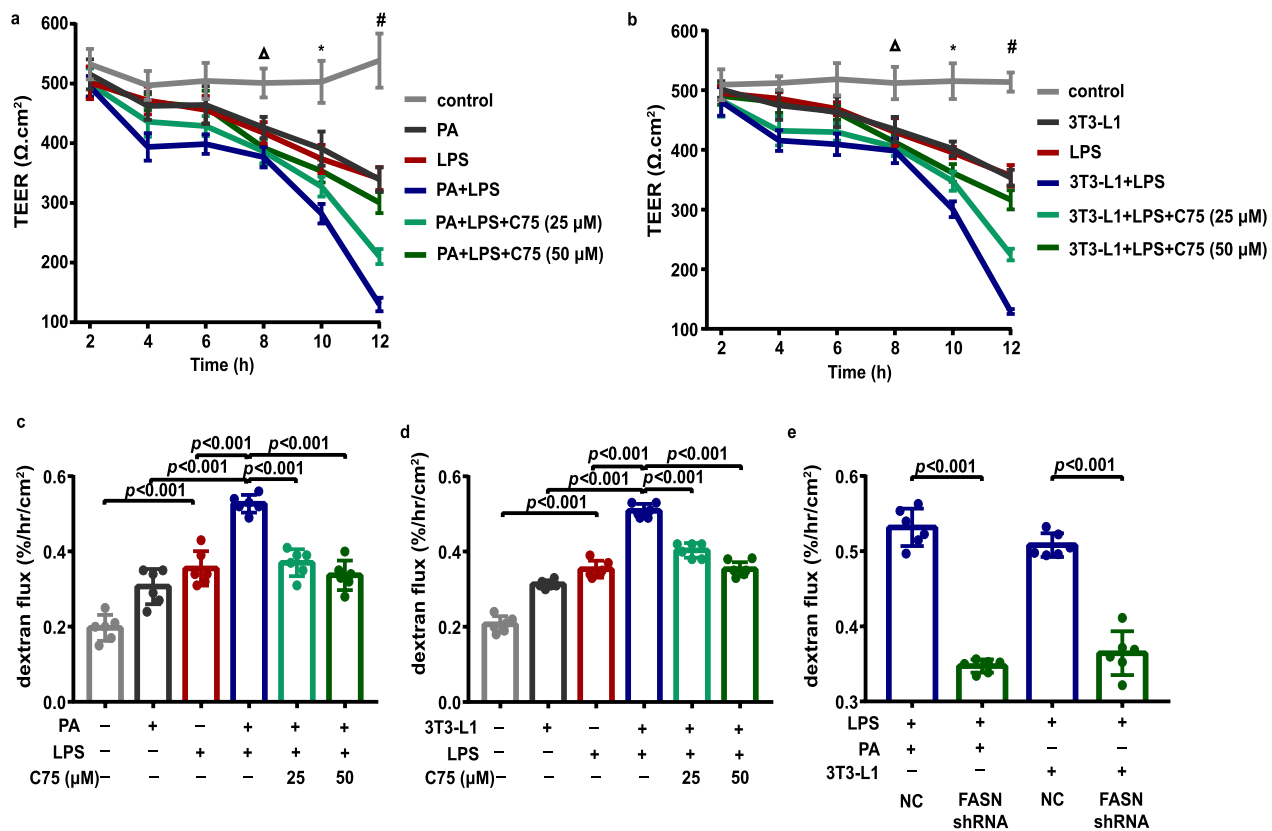 a
TEER (Ω.cm²)
600
500
400
300
200
100
2 4 6 8 10 12
Time (h)
Δ * #
control
PA
LPS
PA+LPS
PA+LPS+C75 (25 µM)
PA+LPS+C75 (50 µM)
b
TEER (Ω.cm²)
600
500
400
300
200
100
2 4 6 8 10 12
Time (h)
Δ * #
control
3T3-L1
LPS
3T3-L1+LPS
3T3-L1+LPS+C75 (25 µM)
3T3-L1+LPS+C75 (50 µM)
c
dextran flux (%/hr/cm²)
0.6
0.4
0.2
0.0
p<0.001 p<0.001
p<0.001 p<0.001
p<0.001
PA – + – + + +
LPS – – + + + +
C75 (µM) – – – – 25 50
d
dextran flux (%/hr/cm²)
0.6
0.4
0.2
0.0
p<0.001 p<0.001
p<0.001 p<0.001
p<0.001
3T3-L1 – + – + + +
LPS – – + + + +
C75 (µM) – – – – 25 50
e
dextran flux (%/hr/cm²)
0.6
0.5
0.4
0.3
p<0.001 p<0.001
LPS + + + +
PA + + – –
3T3-L1 – – + +
NC FASN NC FASN
shRNA shRNA